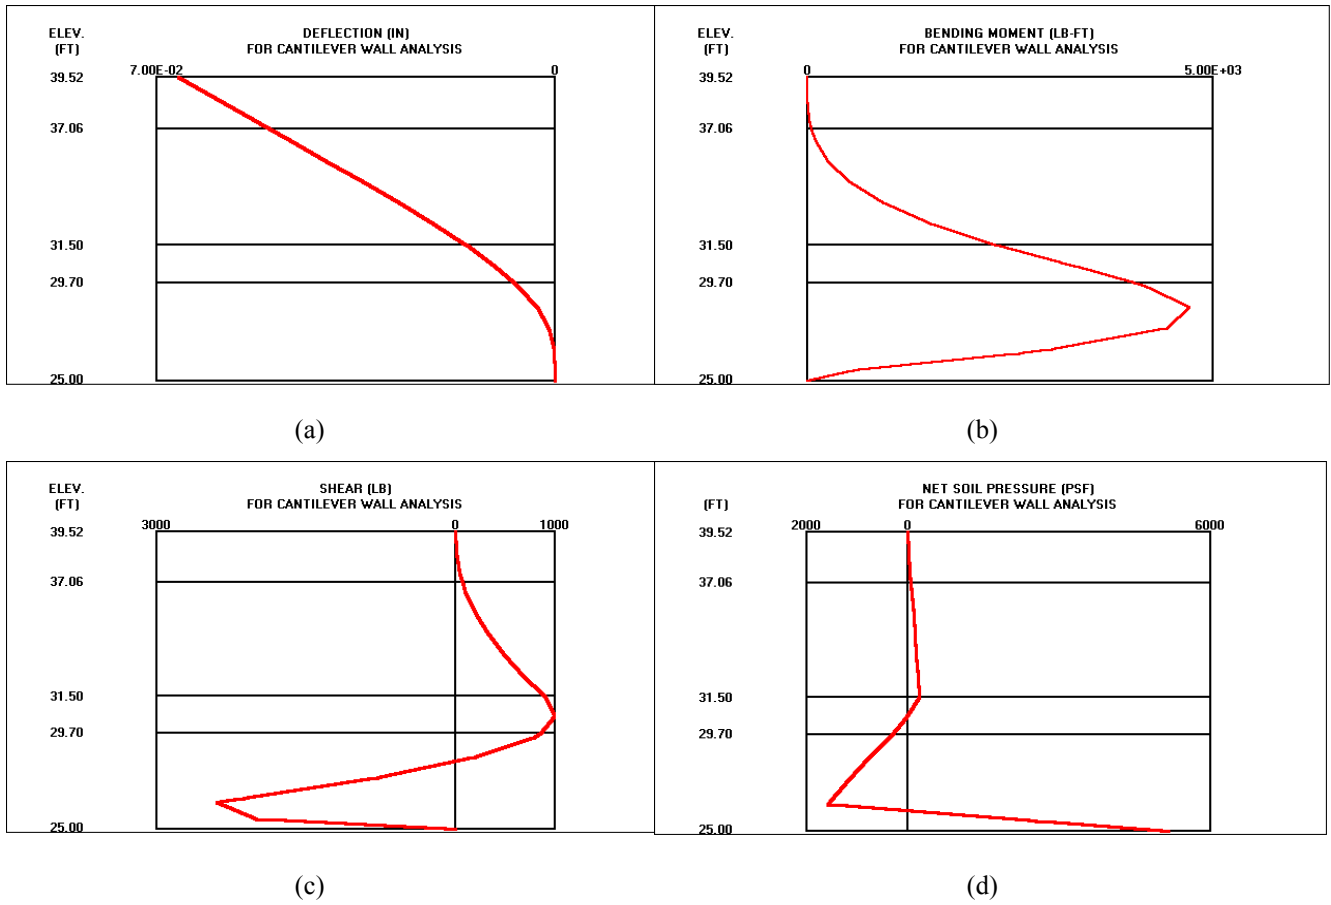 ELEV.
(FT)
DEFLECTION (IN)
FOR CANTILEVER WALL ANALYSIS
7.00E-02
0
39.52
37.06
31.50
29.70
25.00
ELEV.
(FT)
BENDING MOMENT (LB-FT)
FOR CANTILEVER WALL ANALYSIS
0
5.00E+03
39.52
37.06
31.50
29.70
25.00
(a)
(b)
ELEV.
(FT)
SHEAR (LB)
FOR CANTILEVER WALL ANALYSIS
3000
0
1000
39.52
37.06
31.50
29.70
25.00
(FT)
NET SOIL PRESSURE (PSF)
FOR CANTILEVER WALL ANALYSIS
2000
0
6000
39.52
37.06
31.50
29.70
25.00
(c)
(d)